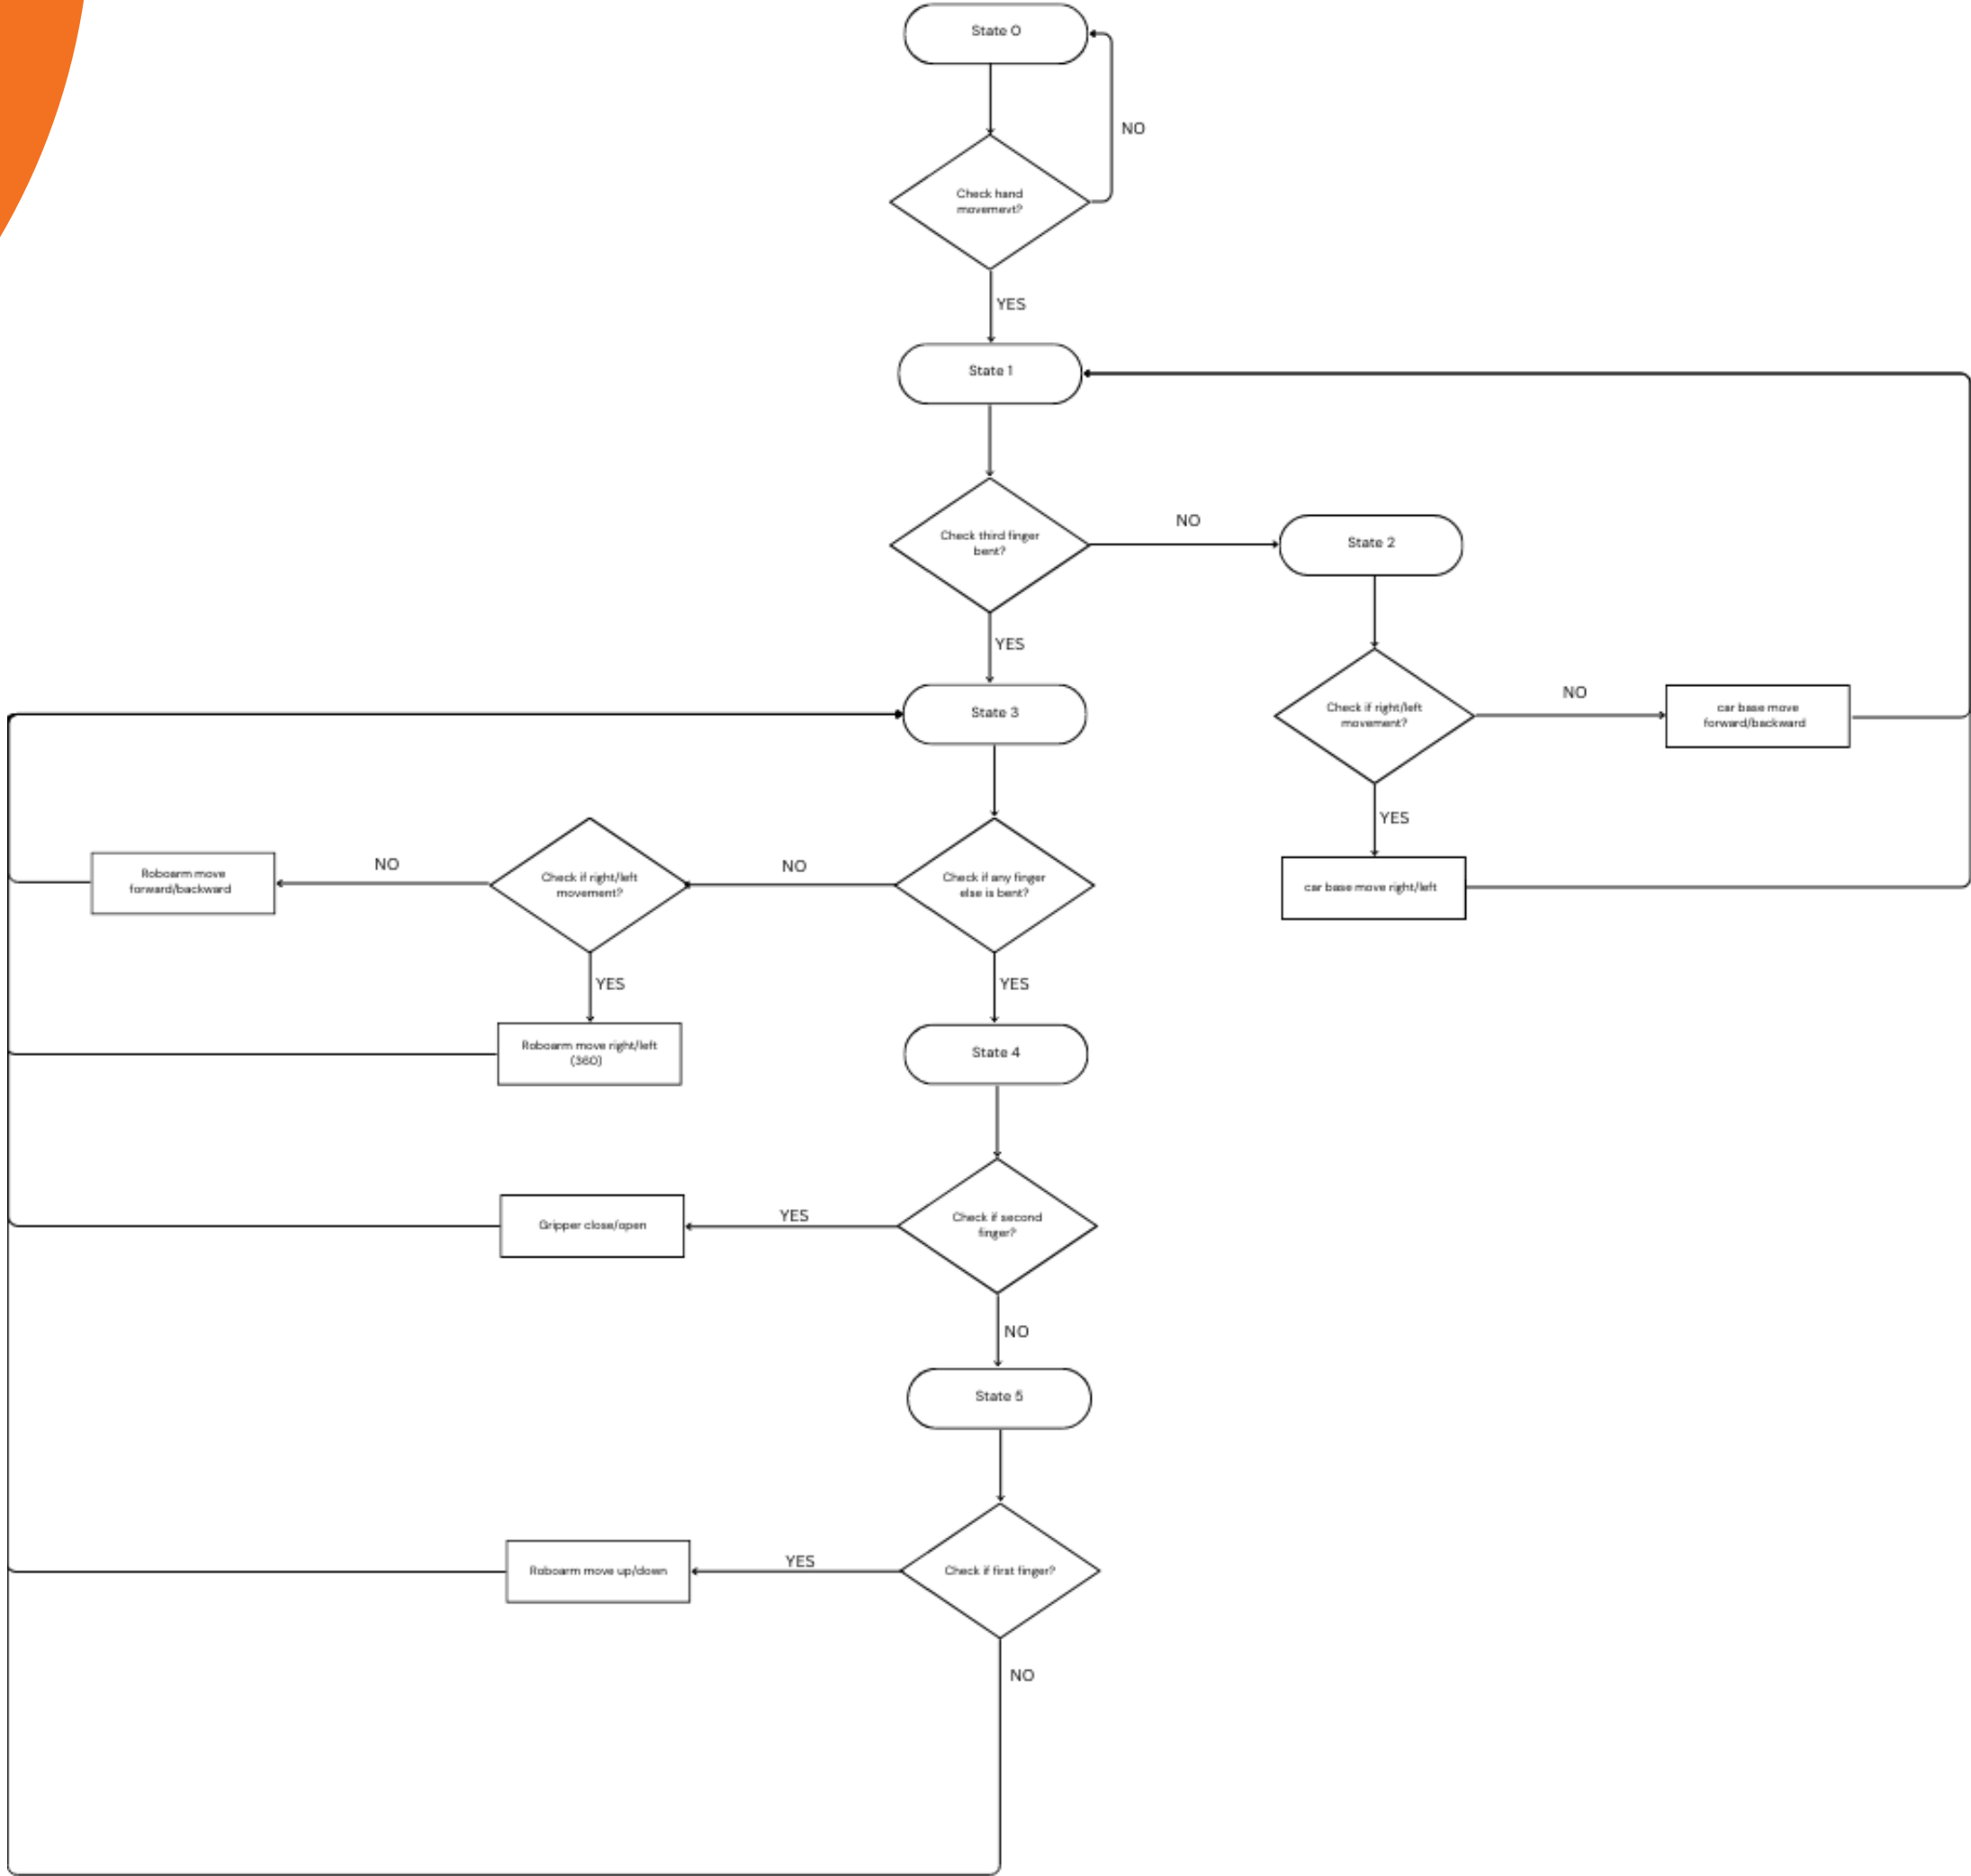 State 0
NO
Check hand
movement?
YES
State 1
Check third finger
bent?
NO
State 2
YES
State 3
Check if right/left
movement?
NO
car base move
forward/backward
YES
car base move right/left
Roboarm move
forward/backward
NO
Check if right/left
movement?
NO
Check if any finger
else is bent?
YES
YES
Roboarm move right/left
(360)
State 4
Gripper close/open
YES
Check if second
finger?
NO
State 5
Roboarm move up/down
YES
Check if first finger?
NO